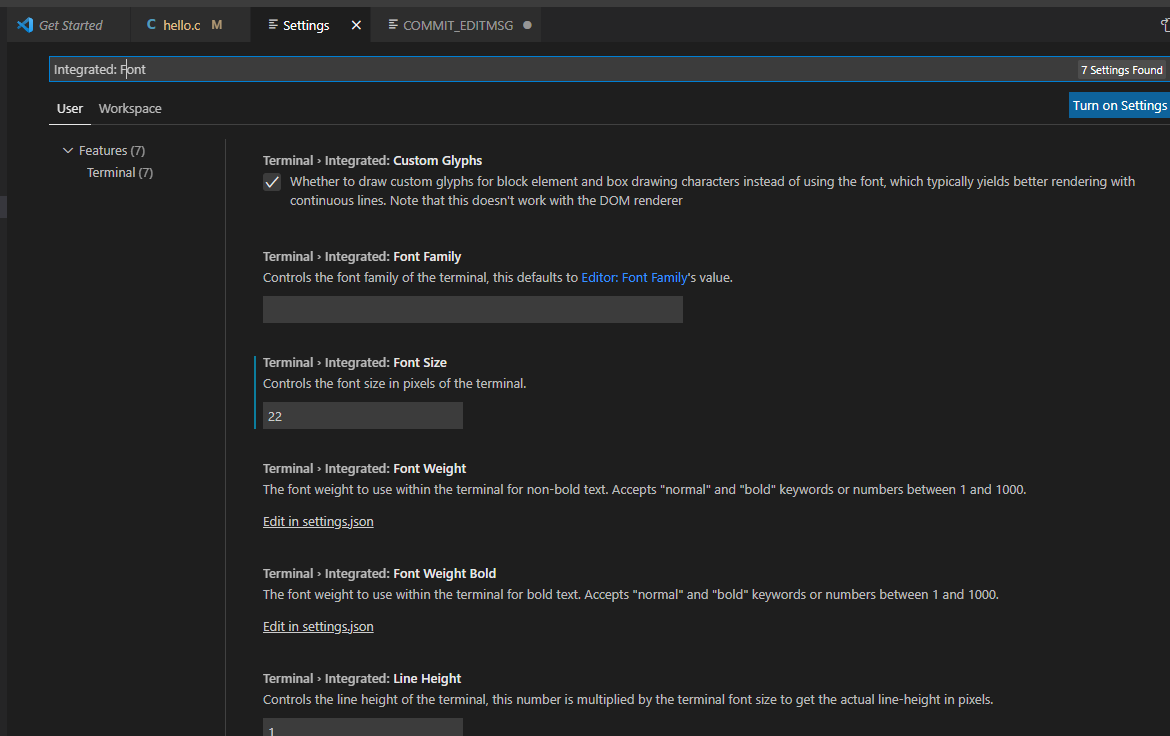 Get Started
C hello.c M
Settings
COMMIT_EDITMSG
Integrated: Font
7 Settings Found
User Workspace
Turn on Settings
Features (7)
Terminal (7)
Terminal › Integrated: Custom Glyphs
Whether to draw custom glyphs for block element and box drawing characters instead of using the font, which typically yields better rendering with
continuous lines. Note that this doesn't work with the DOM renderer
Terminal › Integrated: Font Family
Controls the font family of the terminal, this defaults to Editor: Font Family's value.
Terminal › Integrated: Font Size
Controls the font size in pixels of the terminal.
22
Terminal › Integrated: Font Weight
The font weight to use within the terminal for non-bold text. Accepts "normal" and "bold" keywords or numbers between 1 and 1000.
Edit in settings.json
Terminal › Integrated: Font Weight Bold
The font weight to use within the terminal for bold text. Accepts "normal" and "bold" keywords or numbers between 1 and 1000.
Edit in settings.json
Terminal › Integrated: Line Height
Controls the line height of the terminal, this number is multiplied by the terminal font size to get the actual line-height in pixels.
1